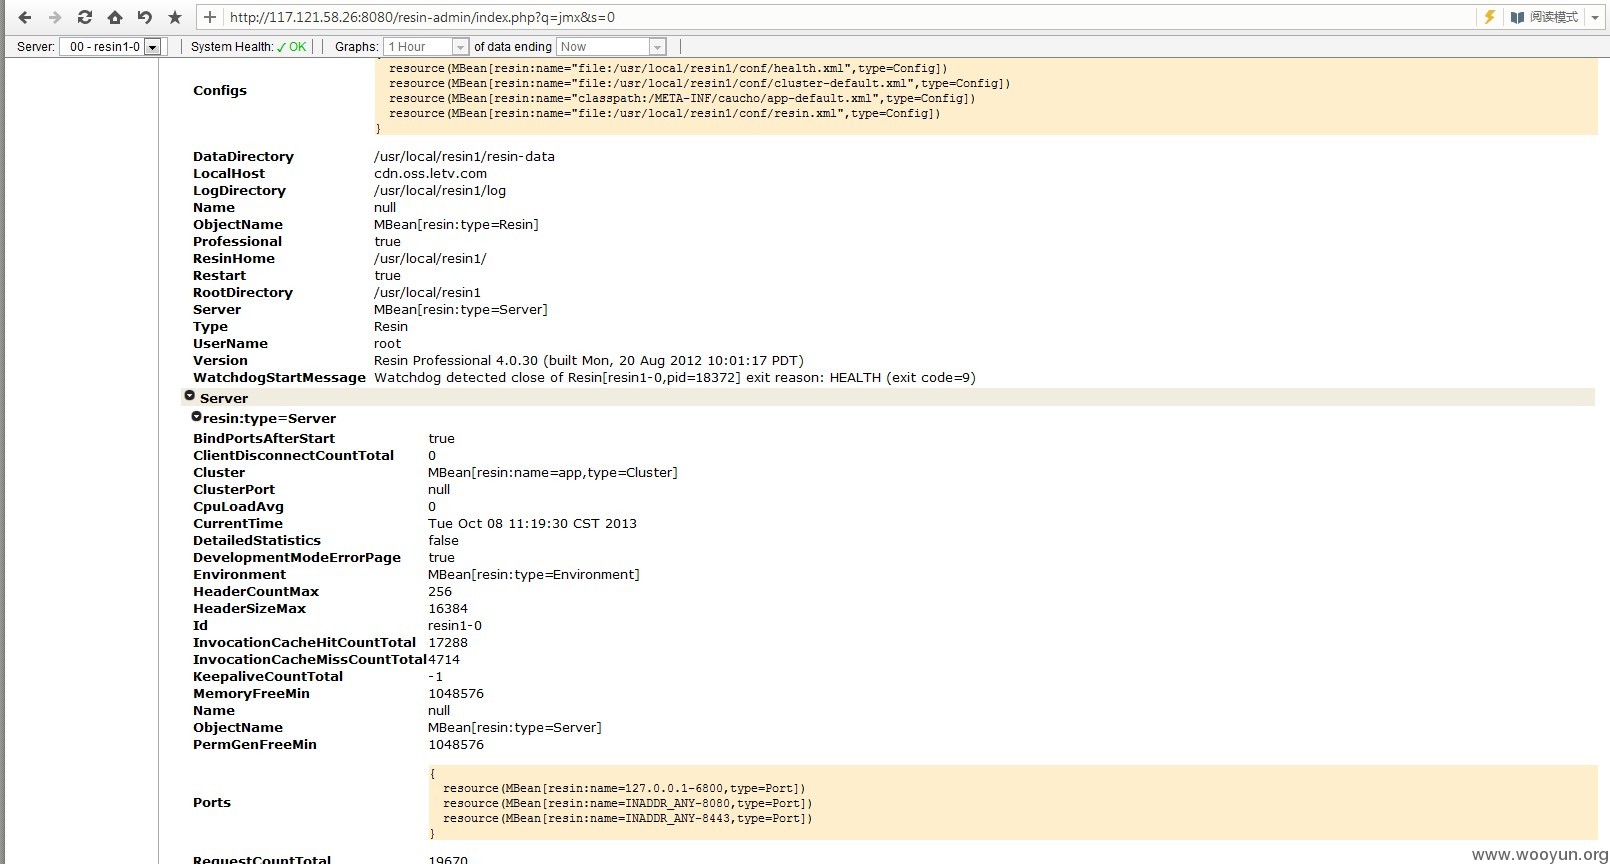 http://117.121.58.26:8080/resin-admin/index.php?q=jmx&s=0 阅读模式
Server: 00 - resin1-0 System Health: ✓OK Graphs: 1 Hour of data ending Now
resource(MBean[resin:name="file:/usr/local/resin1/conf/health.xml",type=Config])
resource(MBean[resin:name="file:/usr/local/resin1/conf/cluster-default.xml",type=Config])
Configs
resource(MBean[resin:name="classpath:/META-INF/caucho/app-default.xml",type=Config])
resource(MBean[resin:name="file:/usr/local/resin1/conf/resin.xml",type=Config])
}
DataDirectory /usr/local/resin1/resin-data
LocalHost cdn.oss.letv.com
LogDirectory /usr/local/resin1/log
Name null
ObjectName MBean[resin:type=Resin]
Professional true
ResinHome /usr/local/resin1/
Restart true
RootDirectory /usr/local/resin1
Server MBean[resin:type=Server]
Type Resin
UserName root
Version Resin Professional 4.0.30 (built Mon, 20 Aug 2012 10:01:17 PDT)
WatchdogStartMessage Watchdog detected close of Resin[resin1-0,pid=18372] exit reason: HEALTH (exit code=9)
Server
resin:type=Server
BindPortsAfterStart true
ClientDisconnectCountTotal 0
Cluster MBean[resin:name=app,type=Cluster]
ClusterPort null
CpuLoadAvg 0
CurrentTime Tue Oct 08 11:19:30 CST 2013
DetailedStatistics false
DevelopmentModeErrorPage true
Environment MBean[resin:type=Environment]
HeaderCountMax 256
HeaderSizeMax 16384
Id resin1-0
InvocationCacheHitCountTotal 17288
InvocationCacheMissCountTotal 4714
KeepaliveCountTotal -1
MemoryFreeMin 1048576
Name null
ObjectName MBean[resin:type=Server]
PermGenFreeMin 1048576
{
resource(MBean[resin:name=127.0.0.1-6800,type=Port])
Ports resource(MBean[resin:name=INADDR_ANY-8080,type=Port])
resource(MBean[resin:name=INADDR_ANY-8443,type=Port])
}
RequestCountTotal 19670
www.wooyun.org